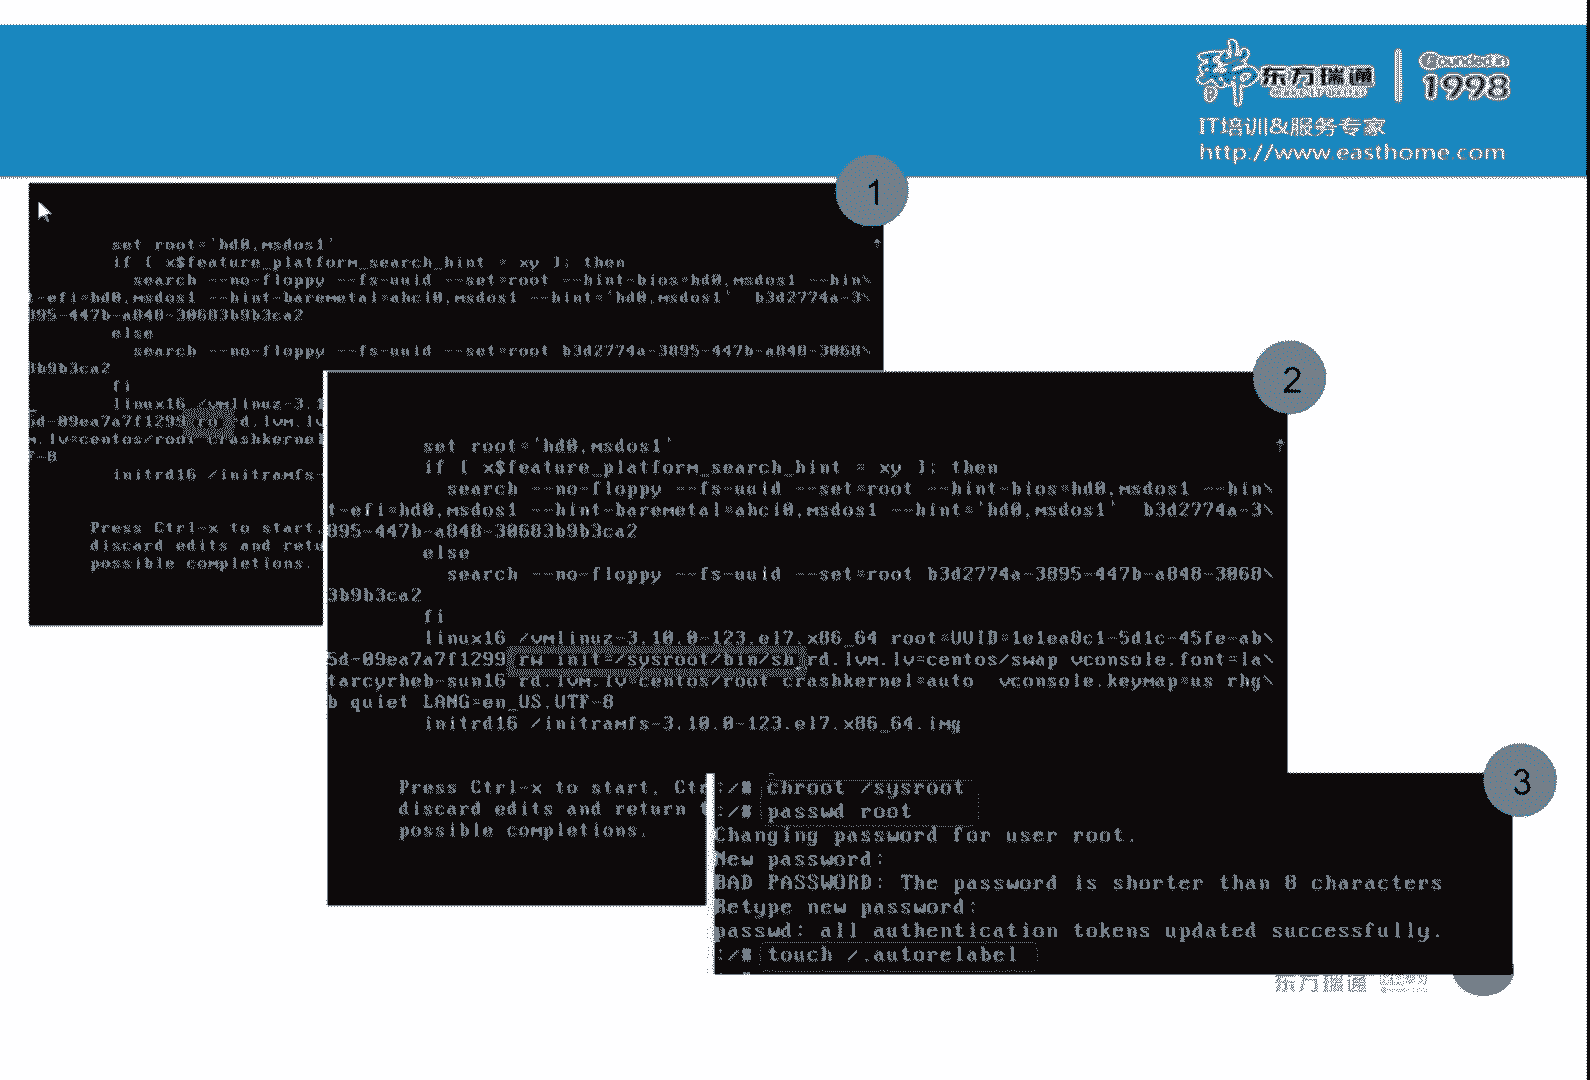 东方瑞通
Founded in
1998
IT培训&服务专家
http://www.easthome.com
1
set root='hd0,msdos1'
if [ x$feature_platform_search_hint = xy ]; then
search --no-floppy --fs-uuid --set=root --hint-bios=hd0,msdos1 --hin\
t-efi=hd0,msdos1 --hint-baremetal=ahci0,msdos1 --hint='hd0,msdos1'  b3d2774a-3\
895-447b-a848-30683b9b3ca2
else
search --no-floppy --fs-uuid --set=root b3d2774a-3895-447b-a848-3068\
3b9b3ca2
fi
linux16 /vmlinuz-3.1
5d-09ea7a7f1299 ro rd.lvm.lv
m.lv=centos/root crashkernel
F-8
initrd16 /initramfs-
Press Ctrl-x to start,
discard edits and retu
possible completions.
2
set root='hd0,msdos1'
if [ x$feature_platform_search_hint = xy ]; then
search --no-floppy --fs-uuid --set=root --hint-bios=hd0,msdos1 --hin\
t-efi=hd0,msdos1 --hint-baremetal=ahci0,msdos1 --hint='hd0,msdos1'  b3d2774a-3\
895-447b-a848-30683b9b3ca2
else
search --no-floppy --fs-uuid --set=root b3d2774a-3895-447b-a848-3068\
3b9b3ca2
fi
linux16 /vmlinuz-3.10.0-123.el7.x86_64 root=UUID=1e1ea8c1-5d1c-45fe-ab\
5d-09ea7a7f1299 rw init=/sysroot/bin/sh rd.lvm.lv=centos/swap vconsole.font=la\
tarcyrheb-sun16 rd.lvm.lv=centos/root crashkernel=auto  vconsole.keymap=us rhg\
b quiet LANG=en_US.UTF-8
initrd16 /initramfs-3.10.0-123.el7.x86_64.img
Press Ctrl-x to start, Ctr
discard edits and return t
possible completions.
3
:/# chroot /sysroot
:/# passwd root
Changing password for user root.
New password:
BAD PASSWORD: The password is shorter than 8 characters
Retype new password:
passwd: all authentication tokens updated successfully.
:/# touch /.autorelabel
东方瑞通